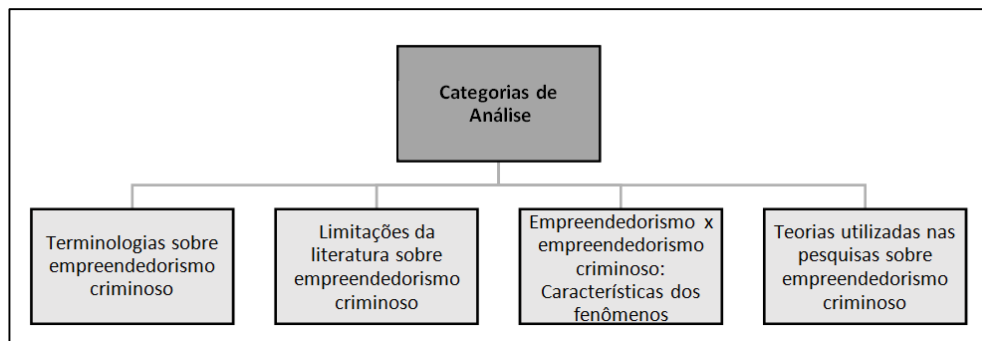 Categorias de
Análise
Terminologias sobre
empreendedorismo
criminoso
Limitações da
literatura sobre
empreendedorismo
criminoso
Empreendedorismo x
empreendedorismo
criminoso:
Características dos
fenômenos
Teorias utilizadas nas
pesquisas sobre
empreendedorismo
criminoso